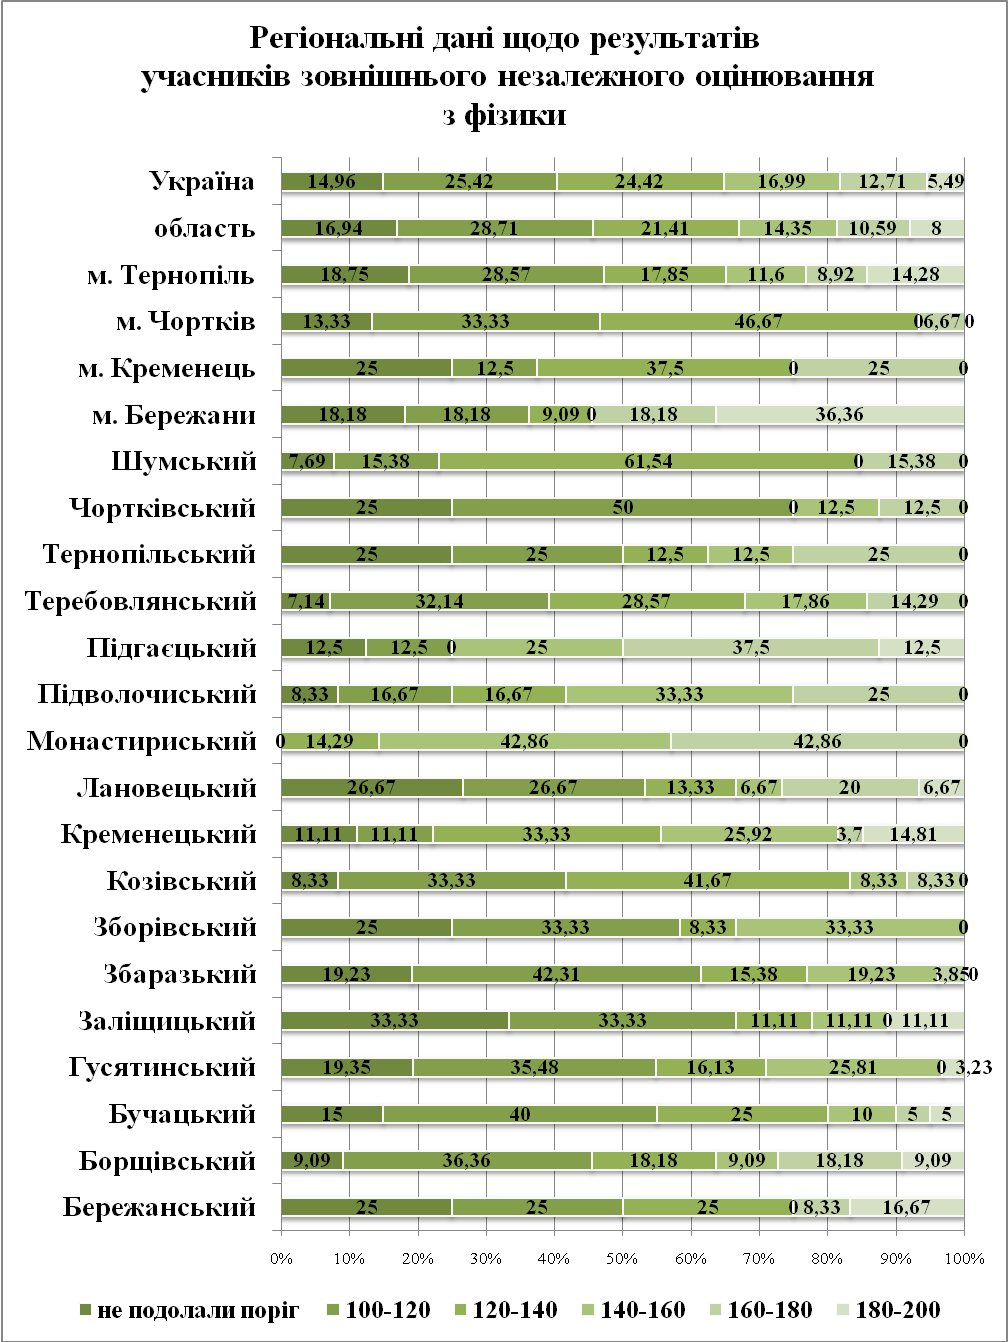 Регіональні дані щодо результатів
учасників зовнішнього незалежного оцінювання
з фізики
Україна 14,96 25,42 24,42 16,99 12,71 5,49
область 16,94 28,71 21,41 14,35 10,59 8
м. Тернопіль 18,75 28,57 17,85 11,6 8,92 14,28
м. Чортків 13,33 33,33 46,67 0 6,67 0
м. Кременець 25 12,5 37,5 0 25 0
м. Бережани 18,18 18,18 9,09 0 18,18 36,36
Шумський 7,69 15,38 61,54 0 15,38 0
Чортківський 25 50 0 12,5 12,5 0
Тернопільський 25 25 12,5 12,5 25 0
Теребовлянський 7,14 32,14 28,57 17,86 14,29 0
Підгаєцький 12,5 12,5 0 25 37,5 12,5
Підволочиський 8,33 16,67 16,67 33,33 25 0
Монастириський 0 14,29 42,86 42,86 0
Лановецький 26,67 26,67 13,33 6,67 20 6,67
Кременецький 11,11 11,11 33,33 25,92 3,7 14,81
Козівський 8,33 33,33 41,67 8,33 8,33 0
Зборівський 25 33,33 8,33 33,33 0
Збаразький 19,23 42,31 15,38 19,23 3,85 0
Заліщицький 33,33 33,33 11,11 11,11 0 11,11
Гусятинський 19,35 35,48 16,13 25,81 0 3,23
Бучацький 15 40 25 10 5 5
Борщівський 9,09 36,36 18,18 9,09 18,18 9,09
Бережанський 25 25 25 0 8,33 16,67
0% 10% 20% 30% 40% 50% 60% 70% 80% 90% 100%
не подолали поріг 100-120 120-140 140-160 160-180 180-200